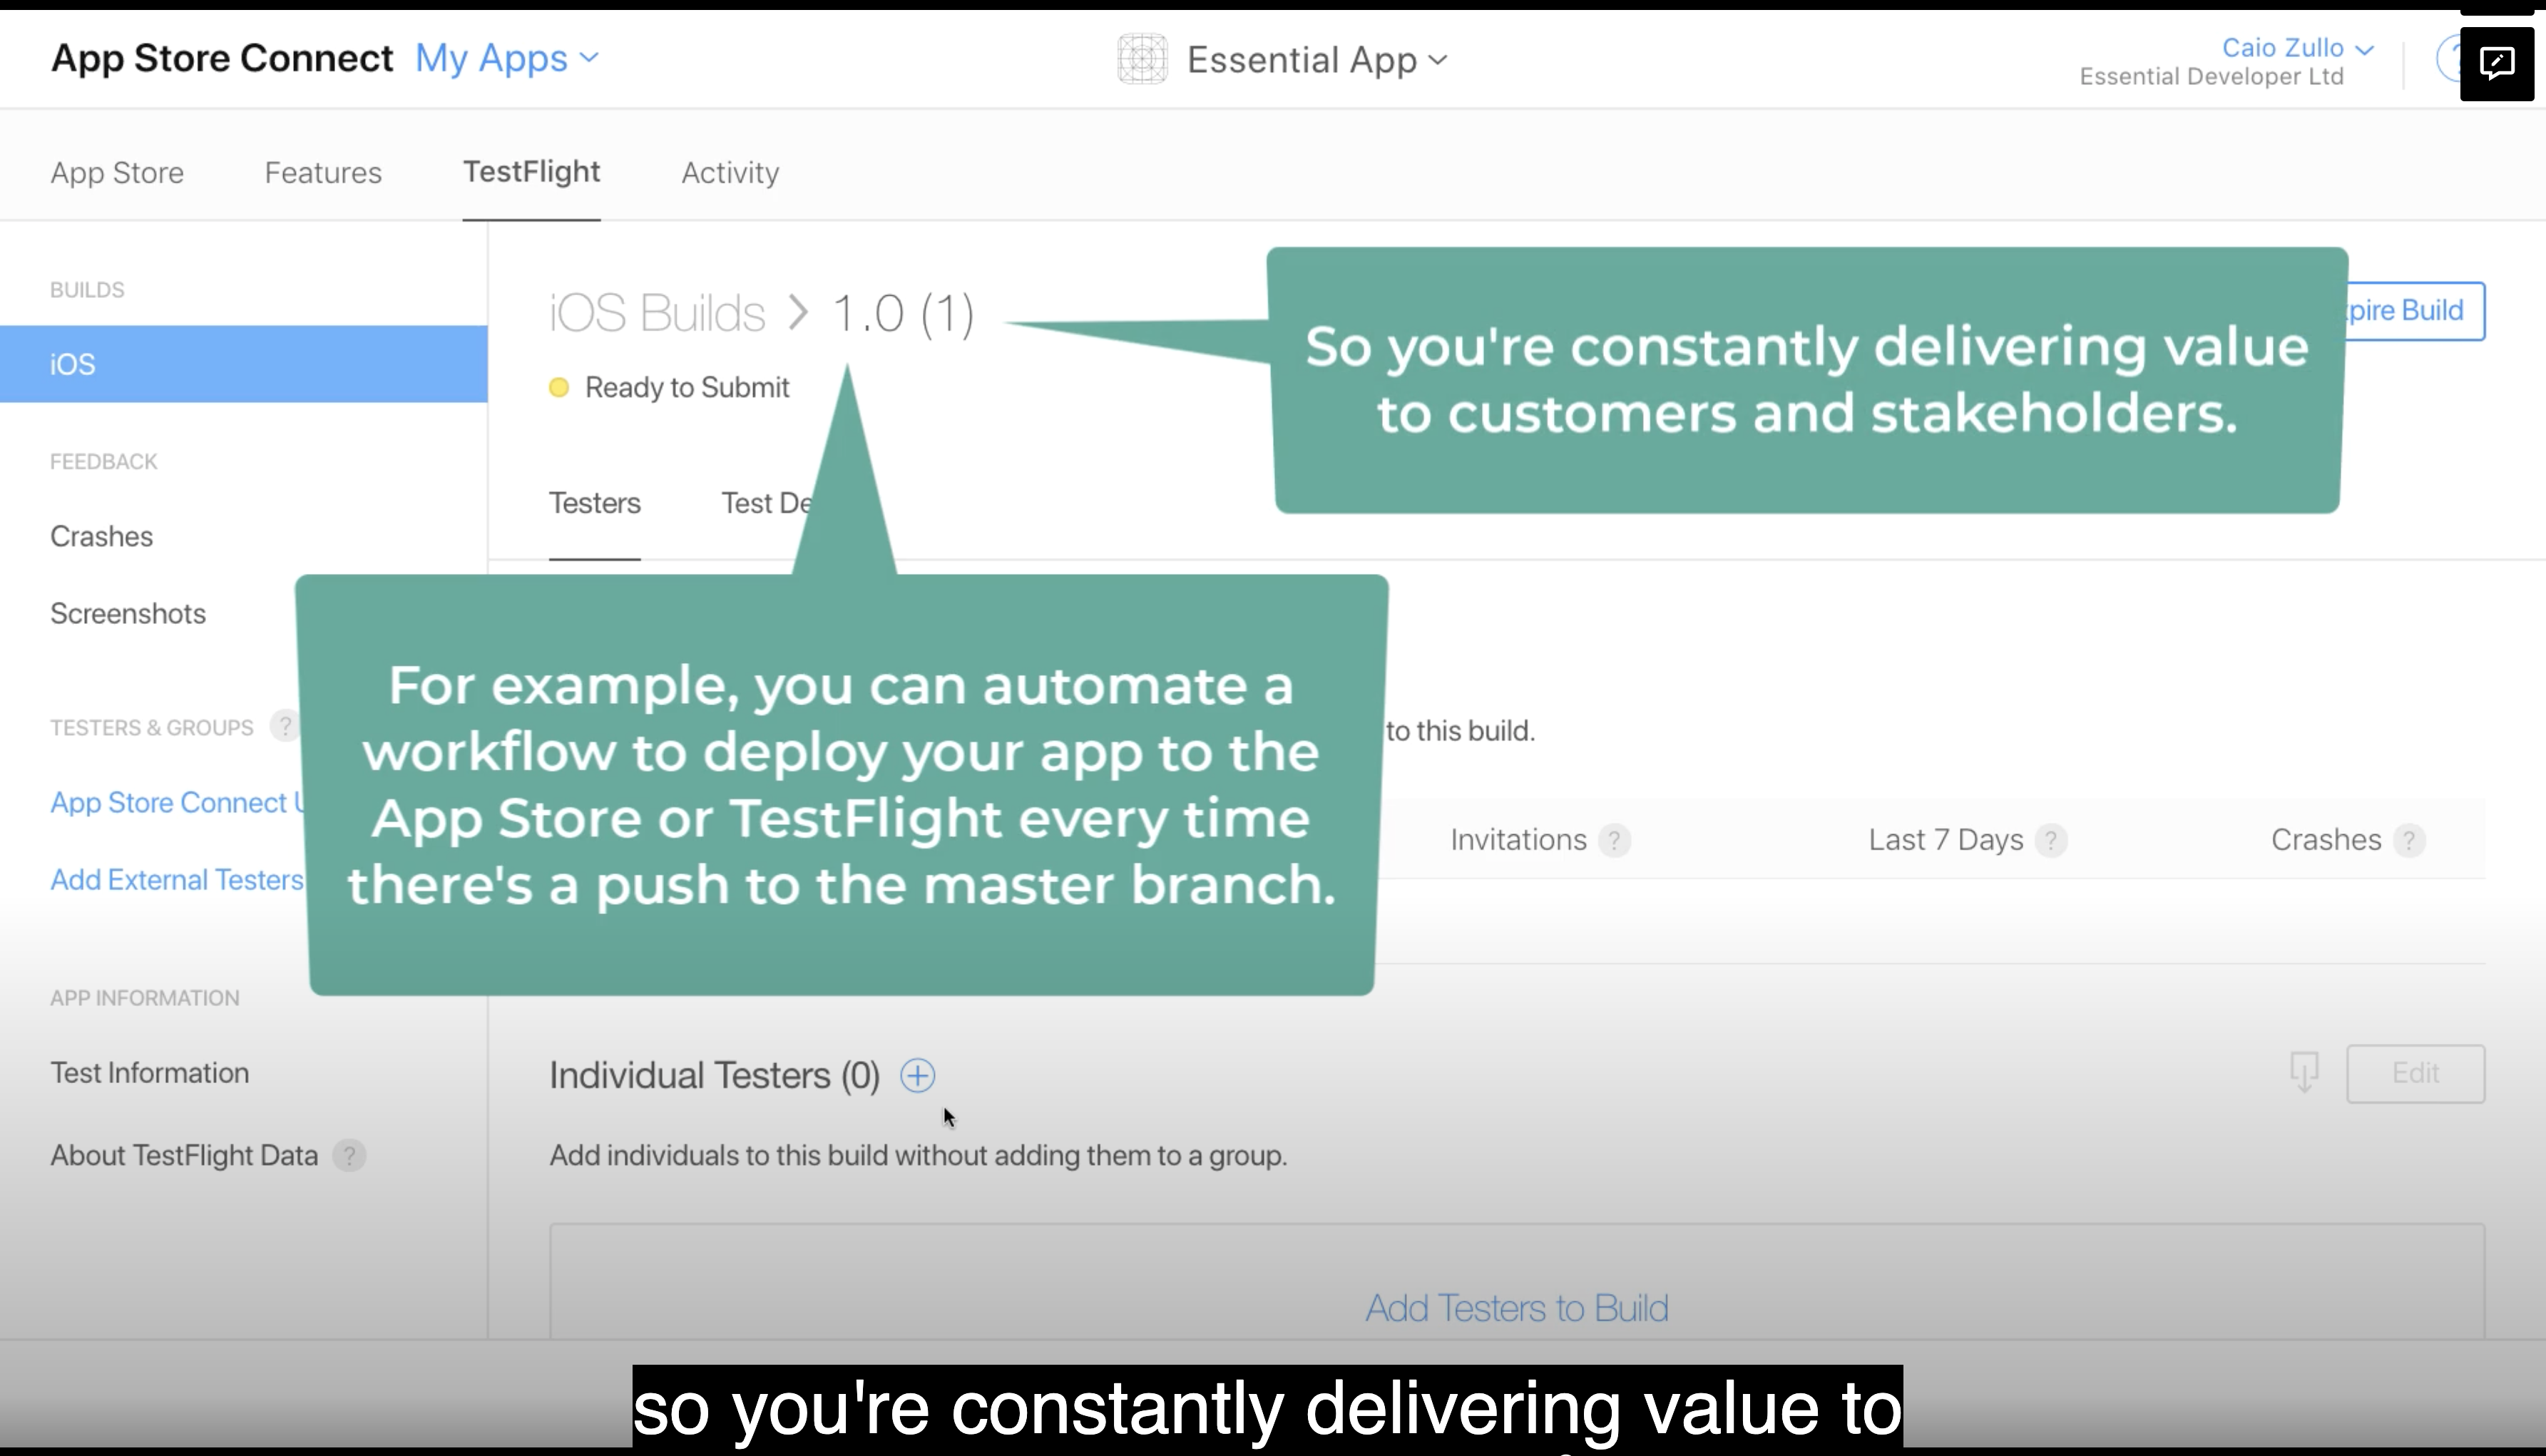 App Store Connect My Apps
Essential App
Caio Zullo
Essential Developer Ltd
?
App Store
Features
TestFlight
Activity
BUILDS
iOS
FEEDBACK
Crashes
Screenshots
TESTERS & GROUPS ?
App Store Connect
Add External Testers
APP INFORMATION
Test Information
About TestFlight Data ?
iOS Builds > 1.0 (1)
Ready to Submit
Build
So you're constantly delivering value
to customers and stakeholders.
Testers
Test
For example, you can automate a
workflow to deploy your app to the
App Store or TestFlight every time
there's a push to the master branch.
to this build.
Invitations ?
Last 7 Days ?
Crashes ?
Individual Testers (0)
Edit
Add individuals to this build without adding them to a group.
Add Testers to Build
so you're constantly delivering value to